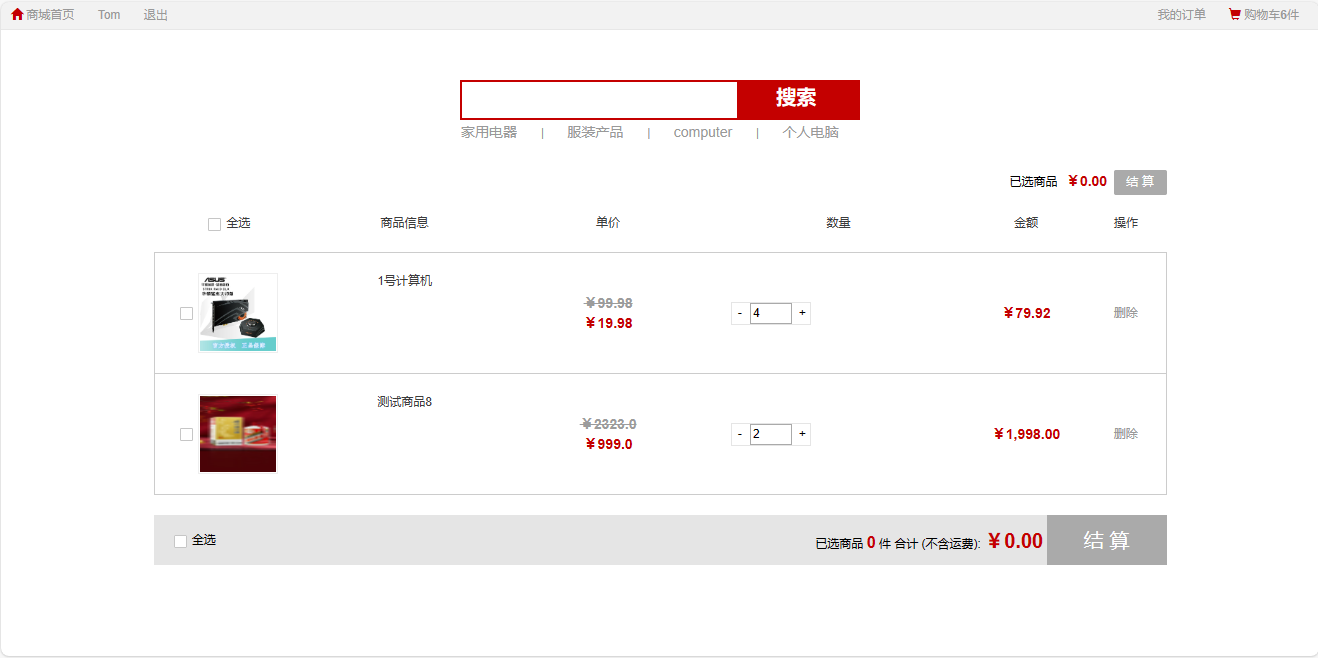 商城首页 Tom 退出 我的订单 购物车6件
搜索
家用电器 | 服装产品 | computer | 个人电脑
已选商品 ¥0.00 结 算
全选 商品信息 单价 数量 金额 操作
ASUS
1号计算机
¥99.98
¥19.98
- 4 +
¥79.92
删除
测试商品8
¥2323.0
¥999.0
- 2 +
¥1,998.00
删除
全选 已选商品 0 件 合计 (不含运费): ¥0.00 结 算